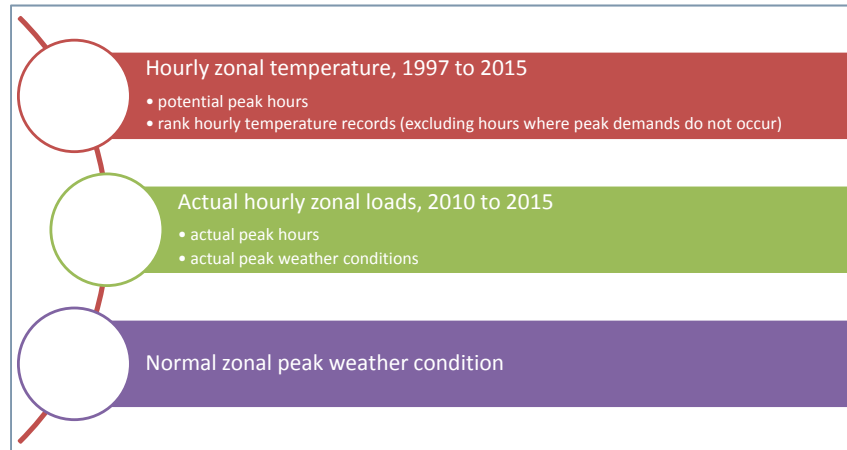 Hourly zonal temperature, 1997 to 2015
• potential peak hours
• rank hourly temperature records (excluding hours where peak demands do not occur)
Actual hourly zonal loads, 2010 to 2015
• actual peak hours
• actual peak weather conditions
Normal zonal peak weather condition